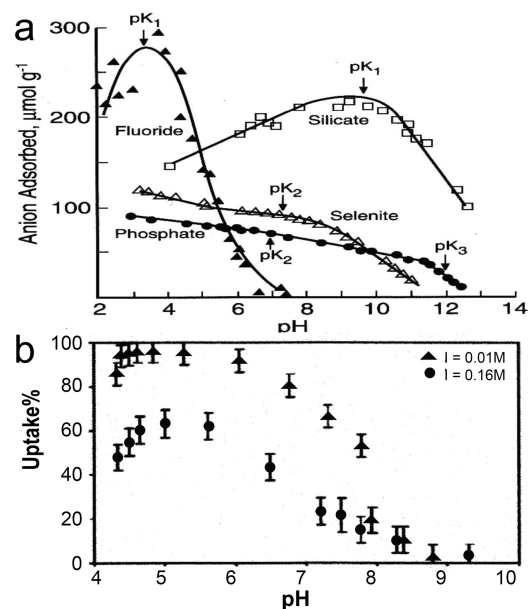 a
Anion Adsorbed, μmol g⁻¹
300
200
100
pK1
pK1
Fluoride
Silicate
pK2
Selenite
Phosphate
pK2
pK3
2 4 6 8 10 12 14
pH
b
Uptake%
100
80
60
40
20
0
I = 0.01M
I = 0.16M
4 5 6 7 8 9 10
pH